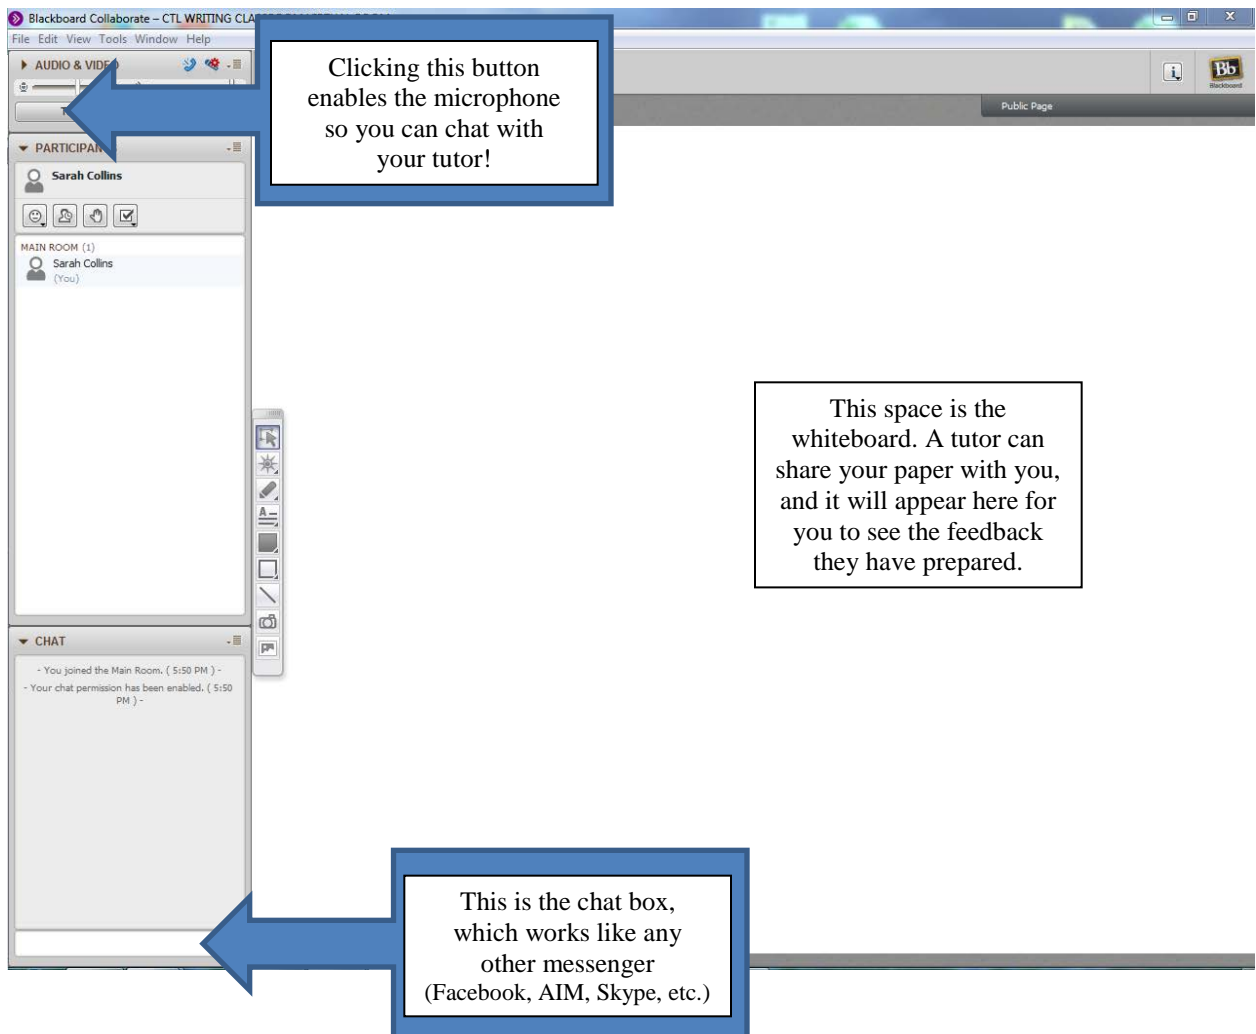 Blackboard Collaborate – CTL WRITING
File Edit View Tools Window Help
AUDIO & VIDEO
Clicking this button
enables the microphone
so you can chat with
your tutor!
Bb
Blackboard
Public Page
Sarah Collins
MAIN ROOM (1)
Sarah Collins
(You)
This space is the
whiteboard. A tutor can
share your paper with you,
and it will appear here for
you to see the feedback
they have prepared.
CHAT
- You joined the Main Room. ( 5:50 PM ) -
- Your chat permission has been enabled. ( 5:50
PM ) -
This is the chat box,
which works like any
other messenger
(Facebook, AIM, Skype, etc.)